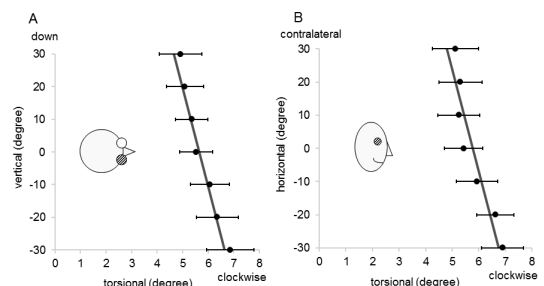 A
down
30
20
10
0
-10
-20
-30
vertical (degree)
0 1 2 3 4 5 6 7 8
clockwise
torsional (degree)
B
contralateral
30
20
10
0
-10
-20
-30
horizontal (degree)
0 1 2 3 4 5 6 7 8
clockwise
torsional (degree)